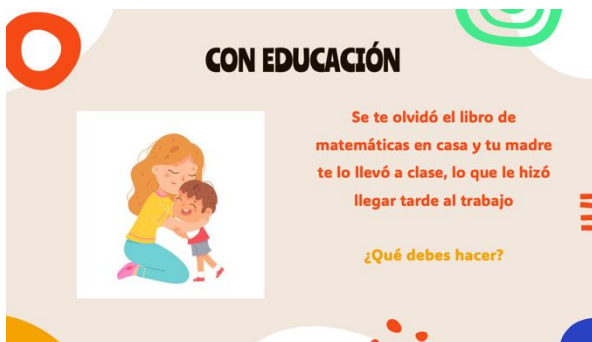 CON EDUCACIÓN
Se te olvidó el libro de
matemáticas en casa y tu madre
te lo llevó a clase, lo que le hizó
llegar tarde al trabajo
¿Qué debes hacer?